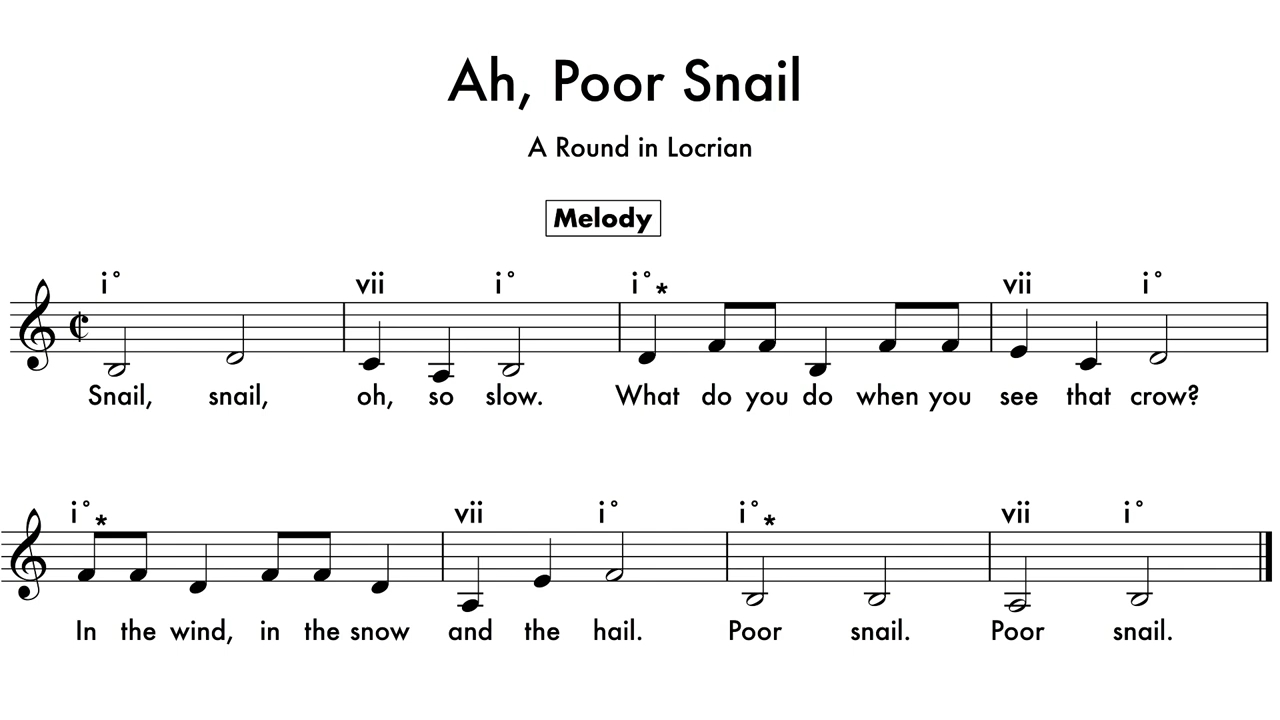 Ah, Poor Snail
A Round in Locrian
Melody
i° vii i° i°* vii i°
Snail, snail, oh, so slow. What do you do when you see that crow?
i°* vii i° i°* vii i°
In the wind, in the snow and the hail. Poor snail. Poor snail.